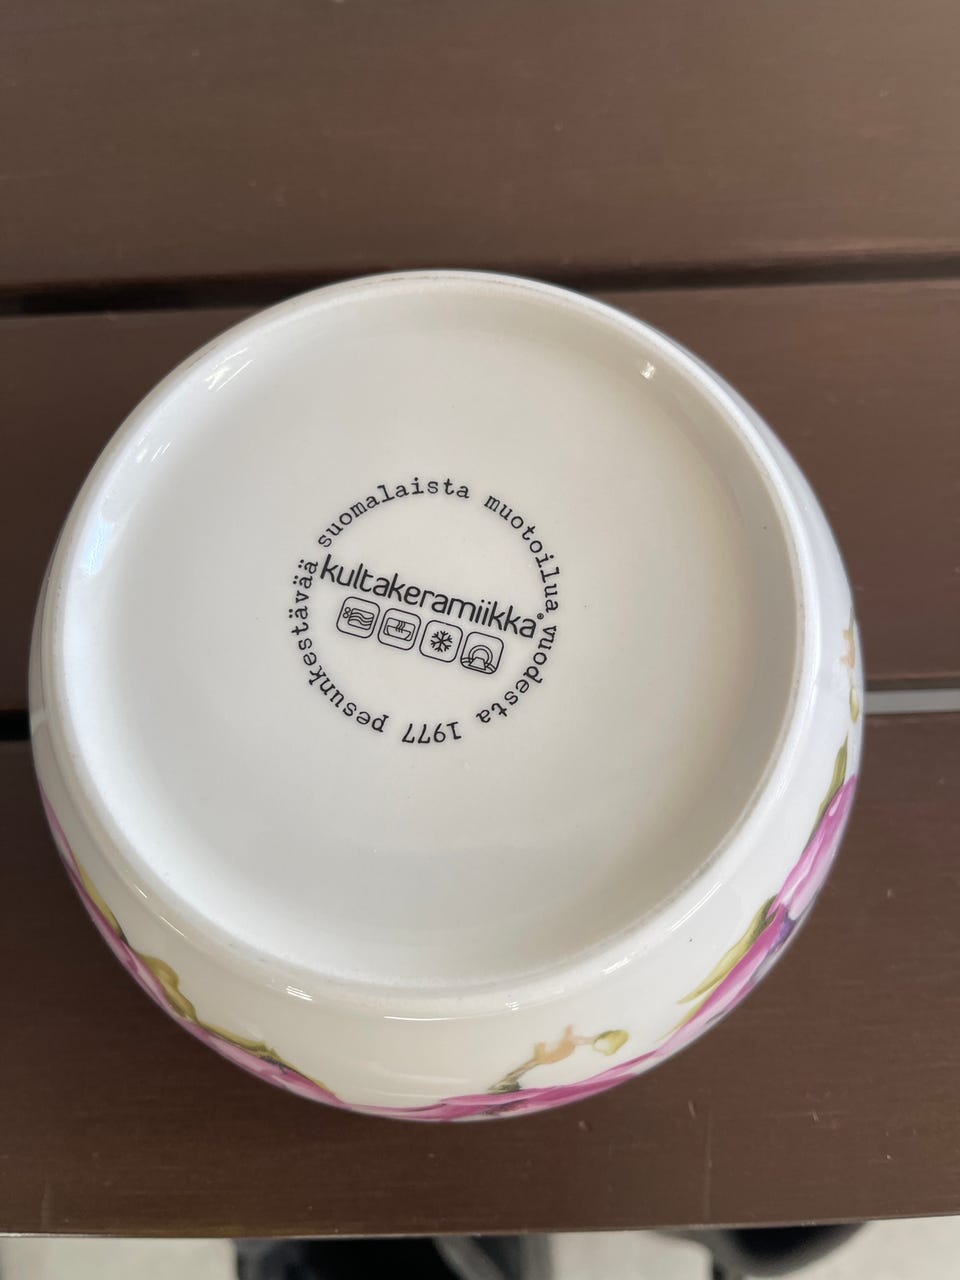 pesunkestävää suomalaista muotoilua vuodesta 1977
kultakeramiikka®